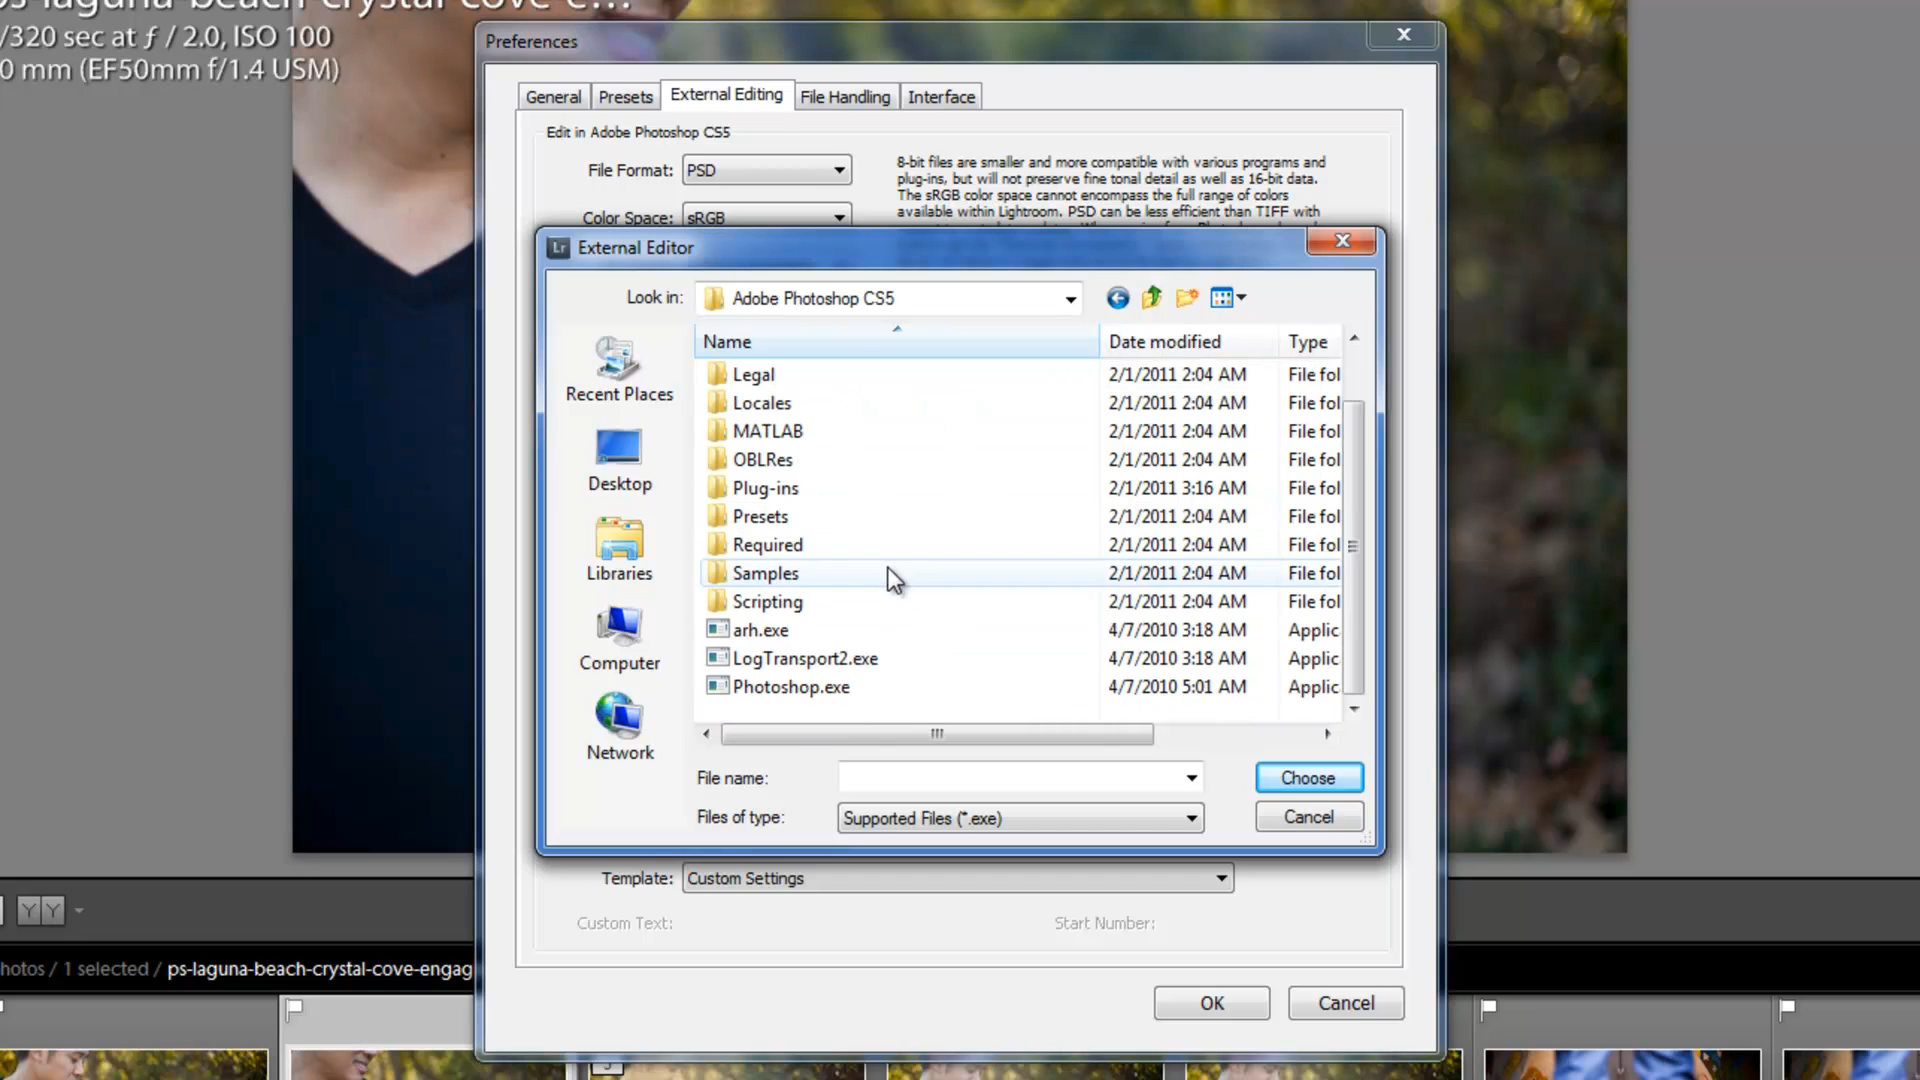 ps-laguna-beach-crystal-cove-e...
/320 sec at ƒ / 2.0, ISO 100
0 mm (EF50mm f/1.4 USM)
Preferences
General
Presets
External Editing
File Handling
Interface
Edit in Adobe Photoshop CS5
File Format: PSD
Color Space: sRGB
8-bit files are smaller and more compatible with various programs and
plug-ins, but will not preserve fine tonal detail as well as 16-bit data.
The sRGB color space cannot encompass the full range of colors
available within Lightroom. PSD can be less efficient than TIFF with
Lr External Editor
Look in: Adobe Photoshop CS5
Recent Places
Desktop
Libraries
Computer
Network
Name Date modified Type
Legal 2/1/2011 2:04 AM File fol
Locales 2/1/2011 2:04 AM File fol
MATLAB 2/1/2011 2:04 AM File fol
OBLRes 2/1/2011 2:04 AM File fol
Plug-ins 2/1/2011 3:16 AM File fol
Presets 2/1/2011 2:04 AM File fol
Required 2/1/2011 2:04 AM File fol
Samples 2/1/2011 2:04 AM File fol
Scripting 2/1/2011 2:04 AM File fol
arh.exe 4/7/2010 3:18 AM Applic
LogTransport2.exe 4/7/2010 3:18 AM Applic
Photoshop.exe 4/7/2010 5:01 AM Applic
File name: Choose
Files of type: Supported Files (*.exe) Cancel
Template: Custom Settings
Custom Text: Start Number:
YY
hotos / 1 selected / ps-laguna-beach-crystal-cove-engag
OK Cancel